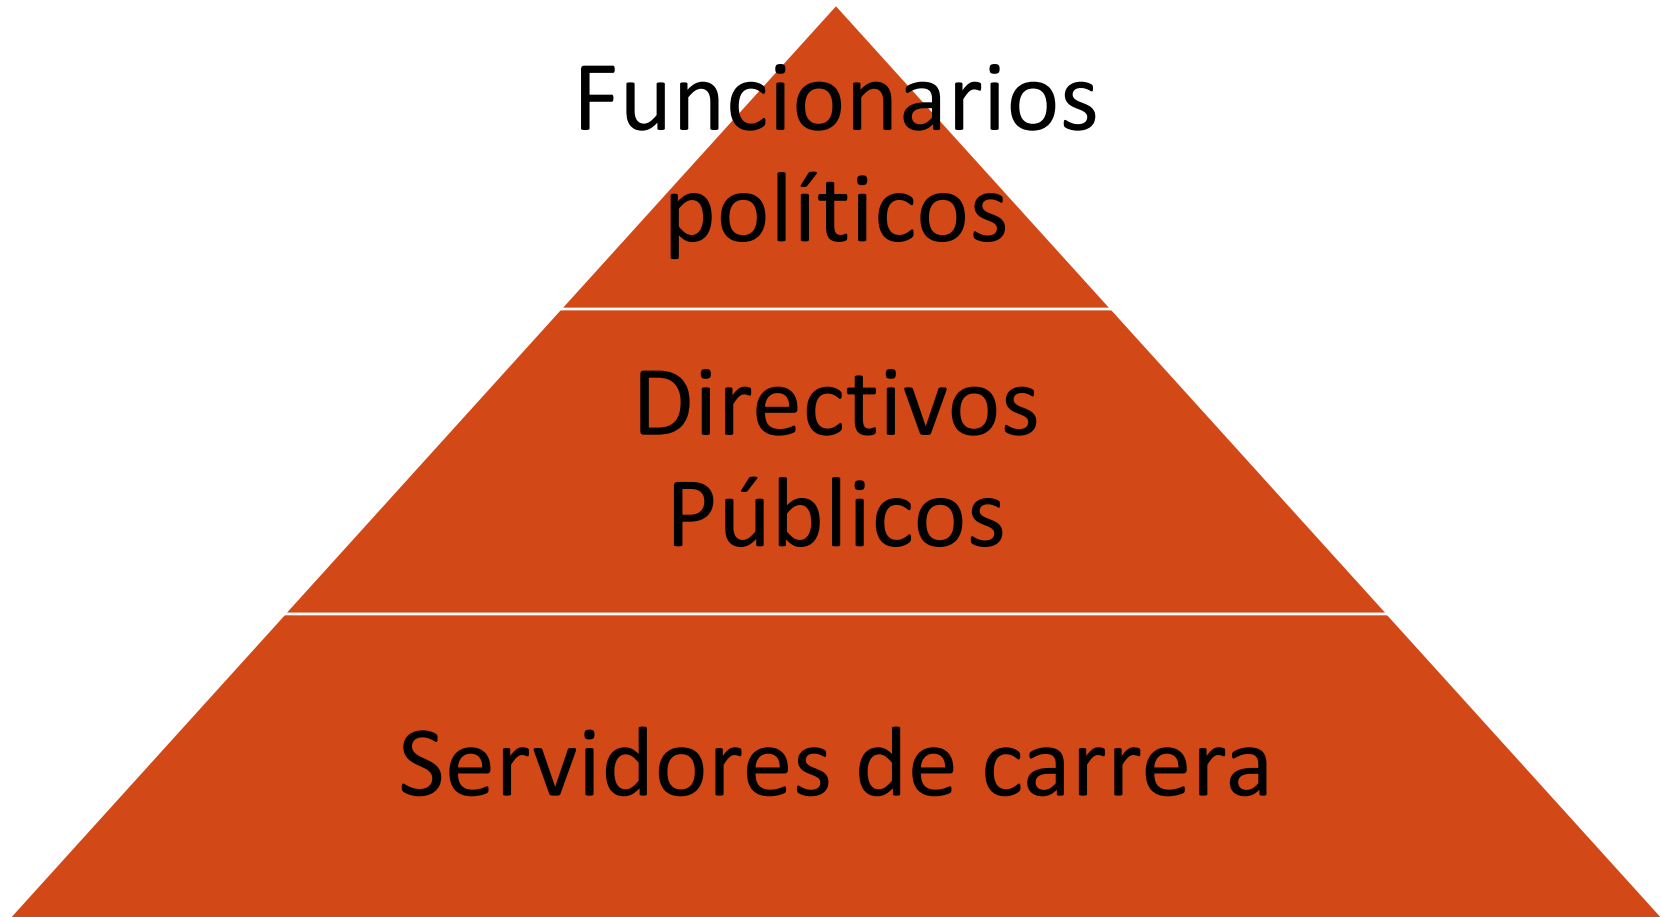 Funcionarios
políticos
Directivos
Públicos
Servidores de carrera